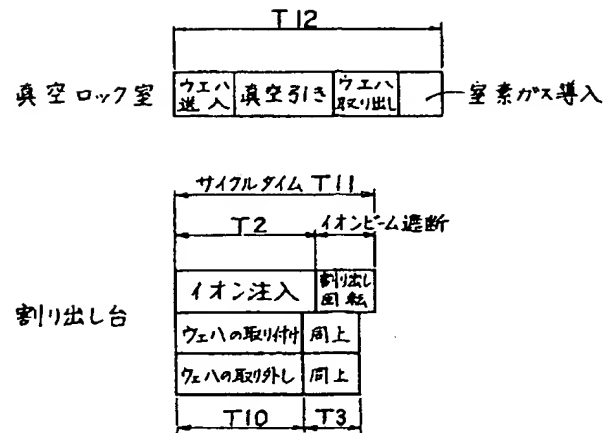 T12
真空ロック室
ウエハ
送入
真空引き
ウエハ
取り出し
窒素ガス導入
サイクルタイム T11
T2
イオンビーム遮断
割り出し台
イオン注入
割り出し
回転
ウェハの取り付け
同上
ウェハの取り外し
同上
T10
T3